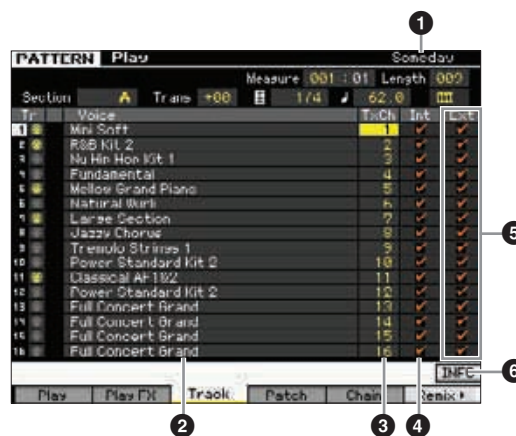 1
PATTERN Play Someday
Measure 001 : 01 Length 009
Section A Trans +00 1/4 62.0
Tr Voice TxCh Int Ext
1 Mini Soft 1
2 R&B Kit 2 2
3 Nu Hip Hop Kit 1 3
4 Fundamental 4
5 Mellow Grand Piano 5
6 Natural Wurli 6
7 Large Section 7
8 Jazzy Chorus 8
9 Tremolo Strings 1 9
10 Power Standard Kit 2 10
11 Classical AF1&2 11
12 Power Standard Kit 2 12
13 Full Concert Grand 13
14 Full Concert Grand 14
15 Full Concert Grand 15
16 Full Concert Grand 16
5
INFO 6
Play Play FX Track Patch Chain Remix
2 3 4